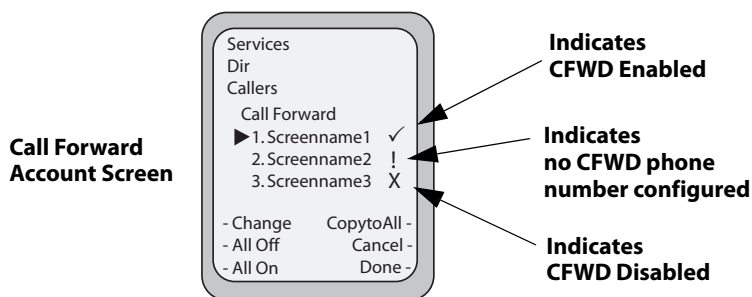 Call Forward
Account Screen
Services
Dir
Callers
Call Forward
1. Screenname1 ✓
2. Screenname2 !
3. Screenname3 X
- Change CopytoAll -
- All Off Cancel -
- All On Done -
Indicates
CFWD Enabled
Indicates
no CFWD phone
number configured
Indicates
CFWD Disabled